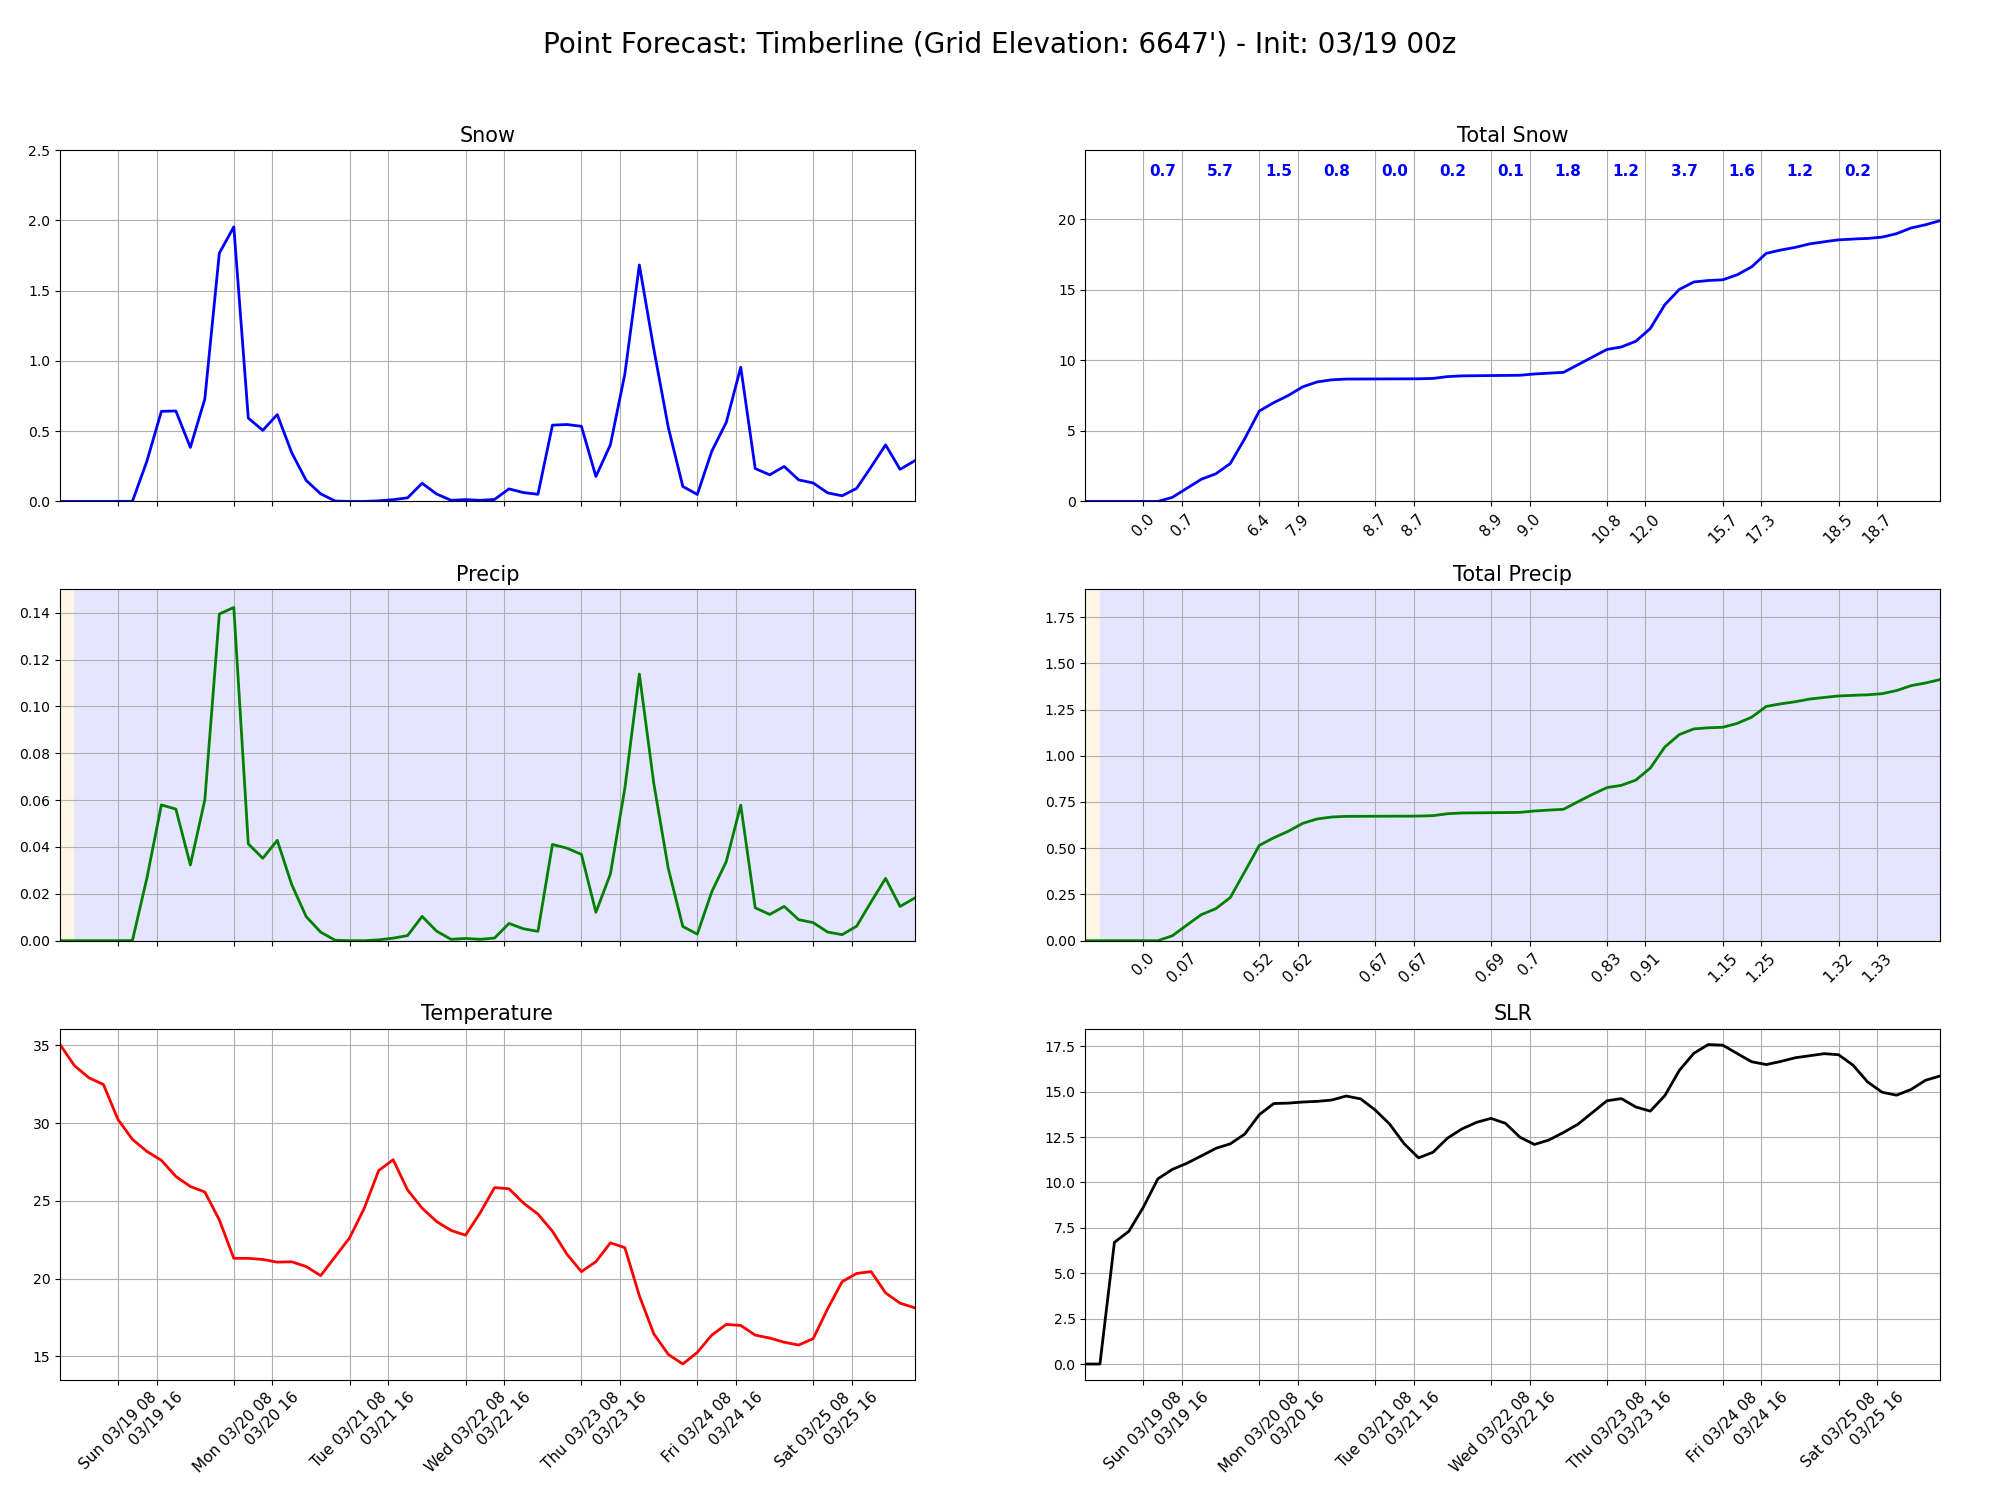 Point Forecast: Timberline (Grid Elevation: 6647') - Init: 03/19 00z
Snow
2.5
2.0
1.5
1.0
0.5
0.0
Total Snow
0.7 5.7 1.5 0.8 0.0 0.2 0.1 1.8 1.2 3.7 1.6 1.2 0.2
20
15
10
5
0
0.0 0.7 6.4 7.9 8.7 8.7 8.9 9.0 10.8 12.0 15.7 17.3 18.5 18.7
Precip
0.14
0.12
0.10
0.08
0.06
0.04
0.02
0.00
Total Precip
1.75
1.50
1.25
1.00
0.75
0.50
0.25
0.00
0.0 0.07 0.52 0.62 0.67 0.67 0.69 0.7 0.83 0.91 1.15 1.25 1.32 1.33
Temperature
35
30
25
20
15
Sun 03/19 08
03/19 16
Mon 03/20 08
03/20 16
Tue 03/21 08
03/21 16
Wed 03/22 08
03/22 16
Thu 03/23 08
03/23 16
Fri 03/24 08
03/24 16
Sat 03/25 08
03/25 16
SLR
17.5
15.0
12.5
10.0
7.5
5.0
2.5
0.0
Sun 03/19 08
03/19 16
Mon 03/20 08
03/20 16
Tue 03/21 08
03/21 16
Wed 03/22 08
03/22 16
Thu 03/23 08
03/23 16
Fri 03/24 08
03/24 16
Sat 03/25 08
03/25 16